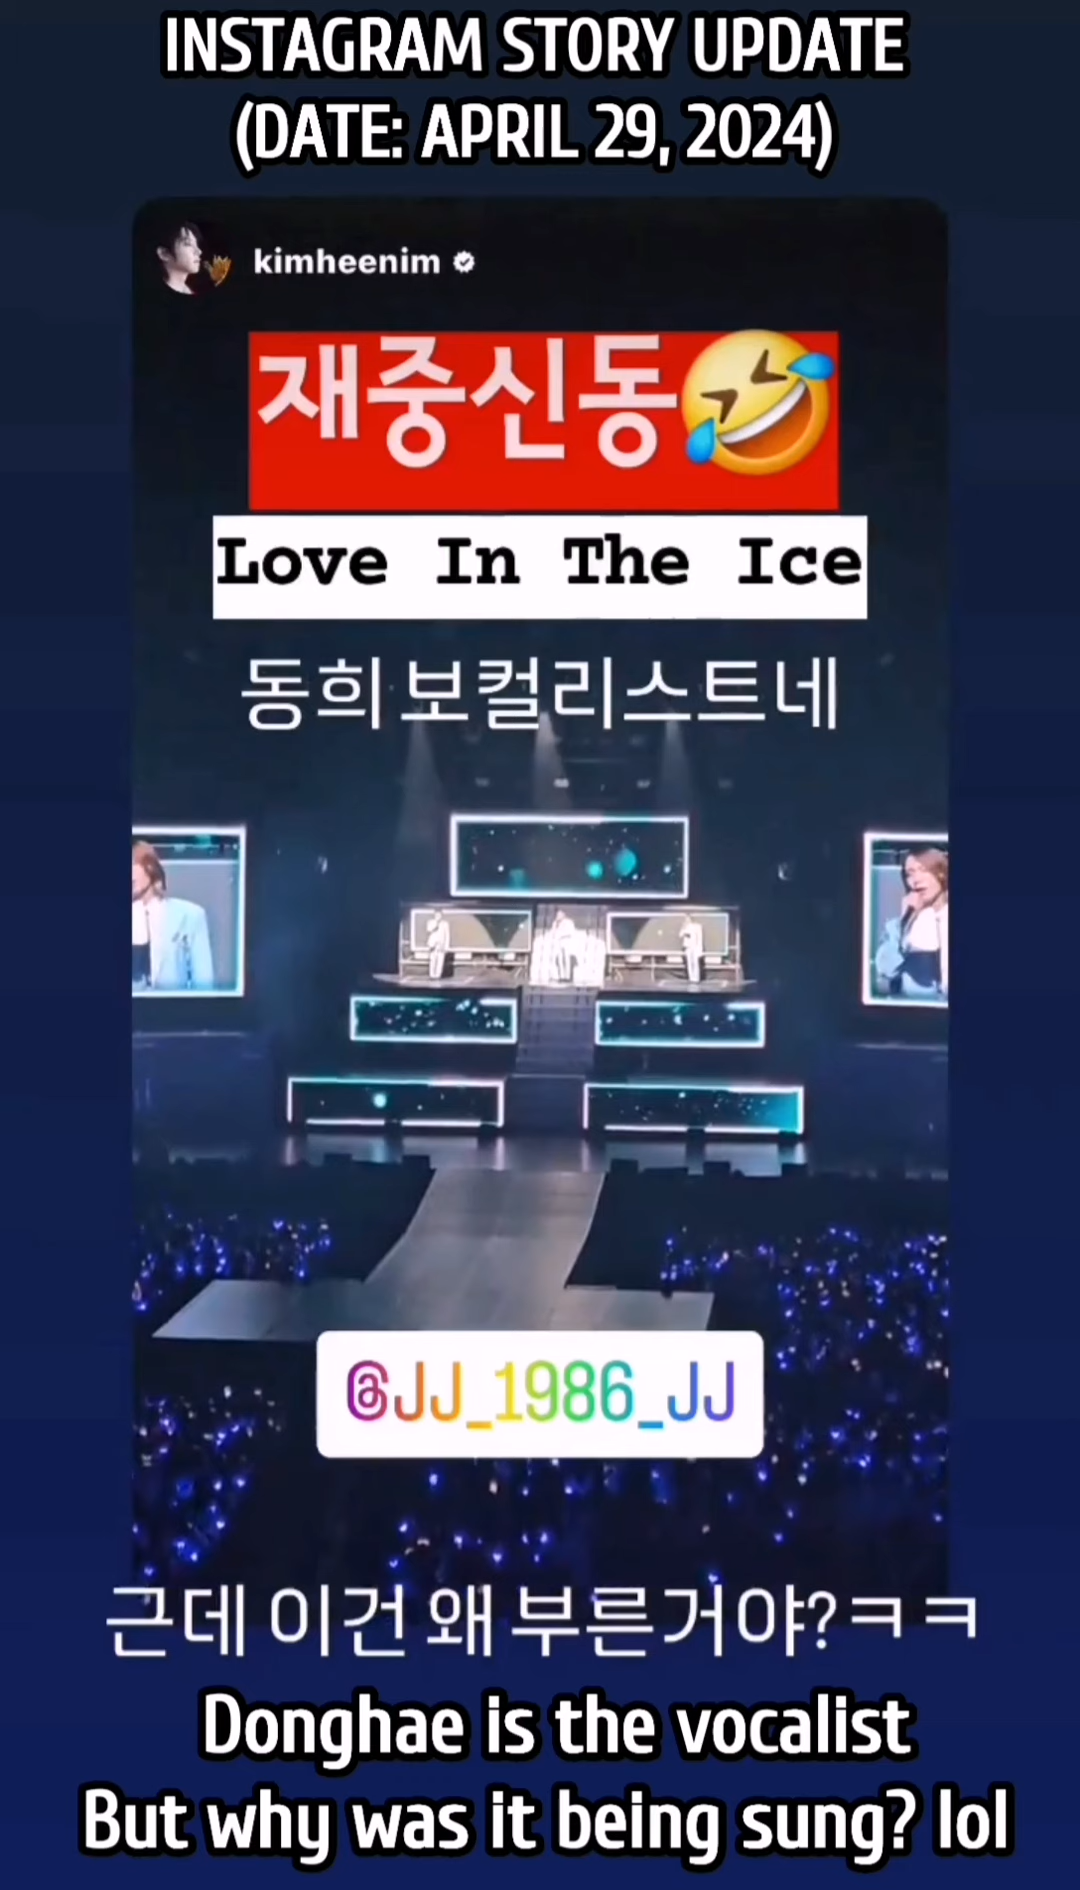 INSTAGRAM STORY UPDATE
(DATE: APRIL 29, 2024)
kimheenim
재중신동🤣
Love In The Ice
동희 보컬리스트네
@JJ_1986_JJ
근데 이건 왜 부른거야?ㅋㅋ
Donghae is the vocalist
But why was it being sung? lol